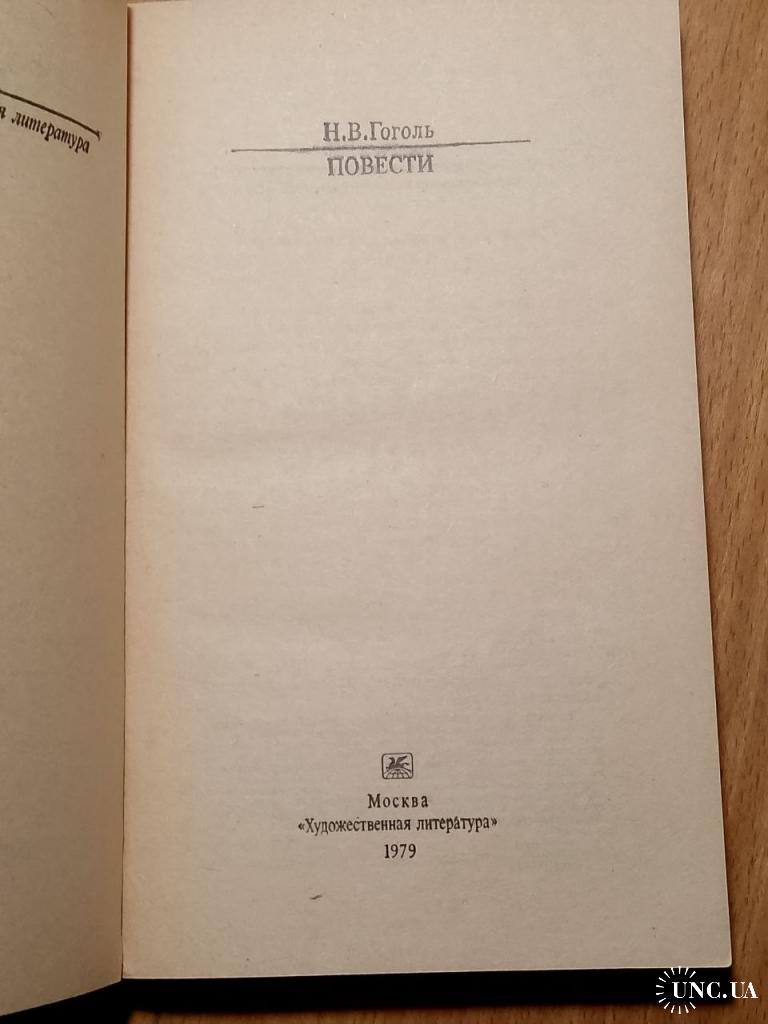 литература
Н.В.Гоголь
ПОВЕСТИ
Москва
«Художественная литература»
1979
UNC.UA